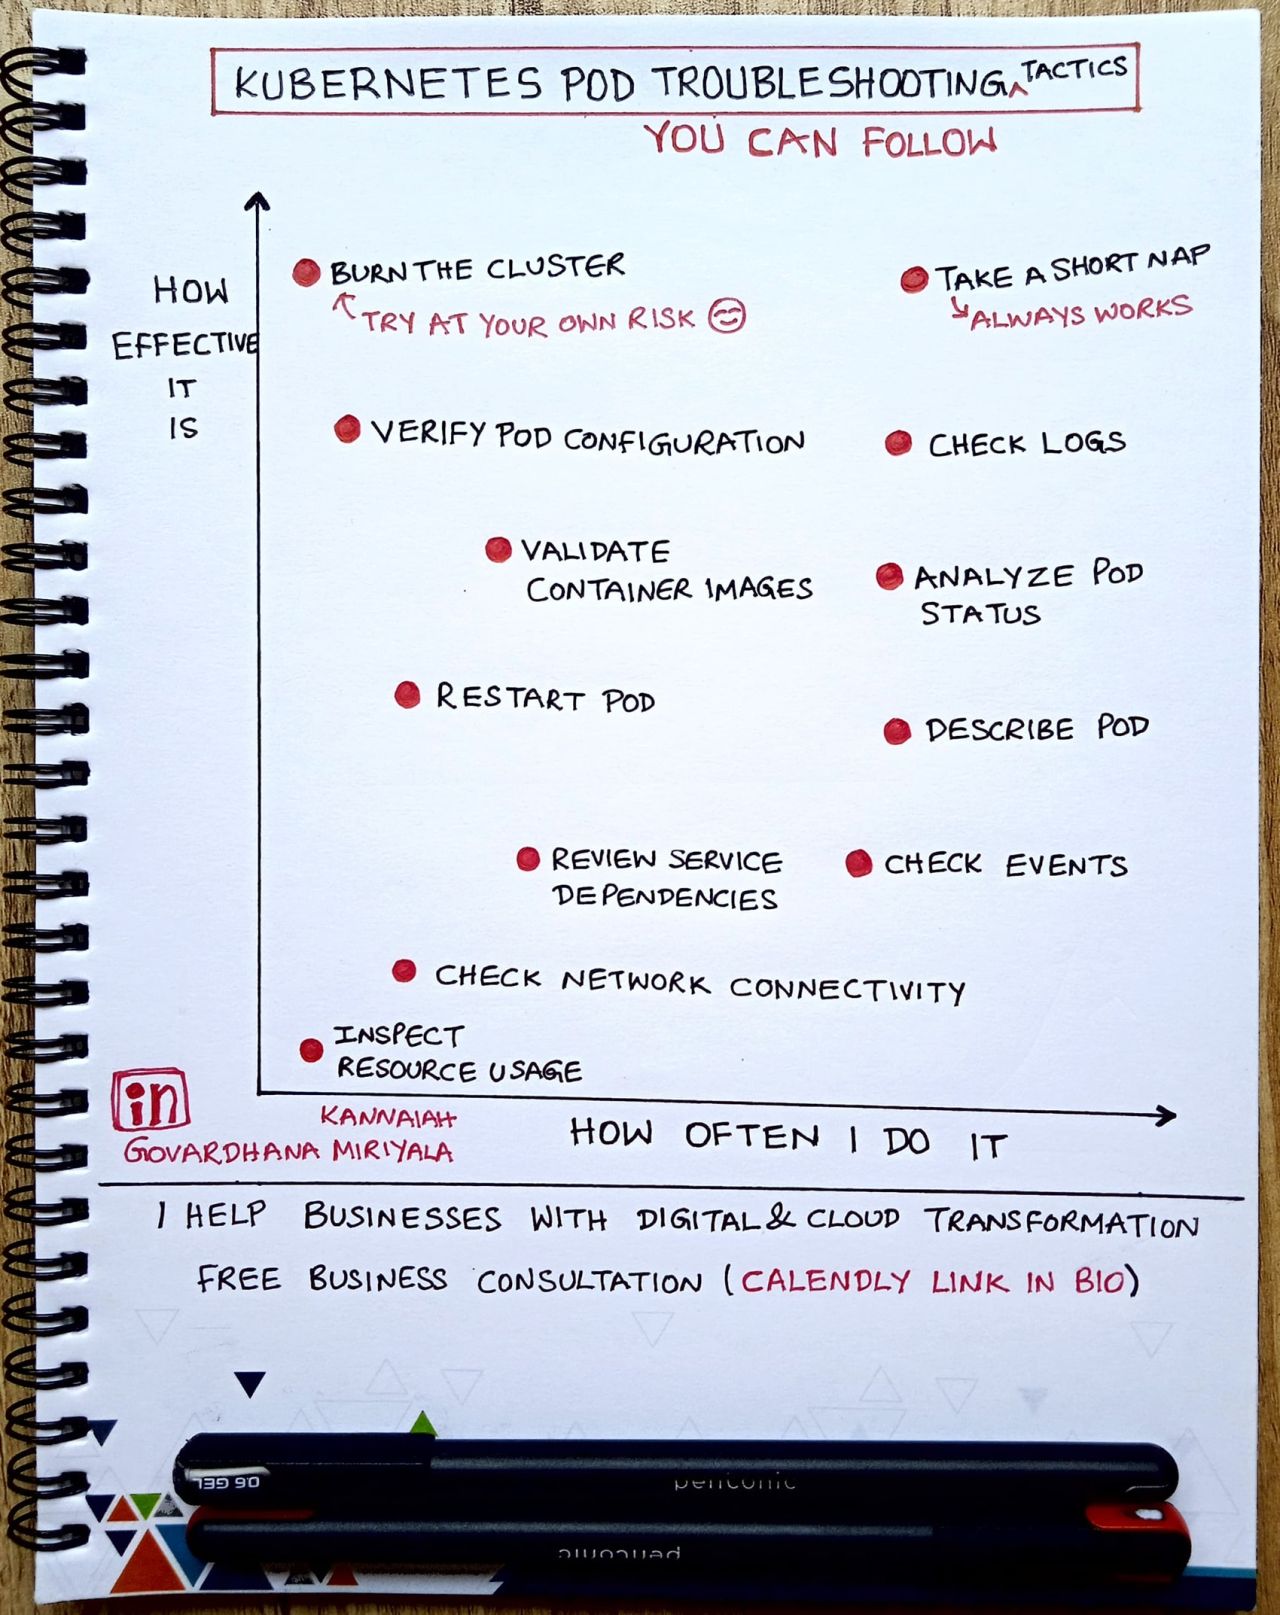 KUBERNETES POD TROUBLESHOOTING TACTICS
YOU CAN FOLLOW
HOW
EFFECTIVE
IT
IS
BURN THE CLUSTER
TRY AT YOUR OWN RISK
TAKE A SHORT NAP
ALWAYS WORKS
VERIFY POD CONFIGURATION
CHECK LOGS
VALIDATE
CONTAINER IMAGES
ANALYZE POD
STATUS
RESTART POD
DESCRIBE POD
REVIEW SERVICE
DEPENDENCIES
CHECK EVENTS
CHECK NETWORK CONNECTIVITY
INSPECT
RESOURCE USAGE
HOW OFTEN I DO IT
in
KANNAIAH
GOVARDHANA MIRIYALA
I HELP BUSINESSES WITH DIGITAL & CLOUD TRANSFORMATION
FREE BUSINESS CONSULTATION (CALENDLY LINK IN BIO)
0.6 GEL
pentonic
pentonic